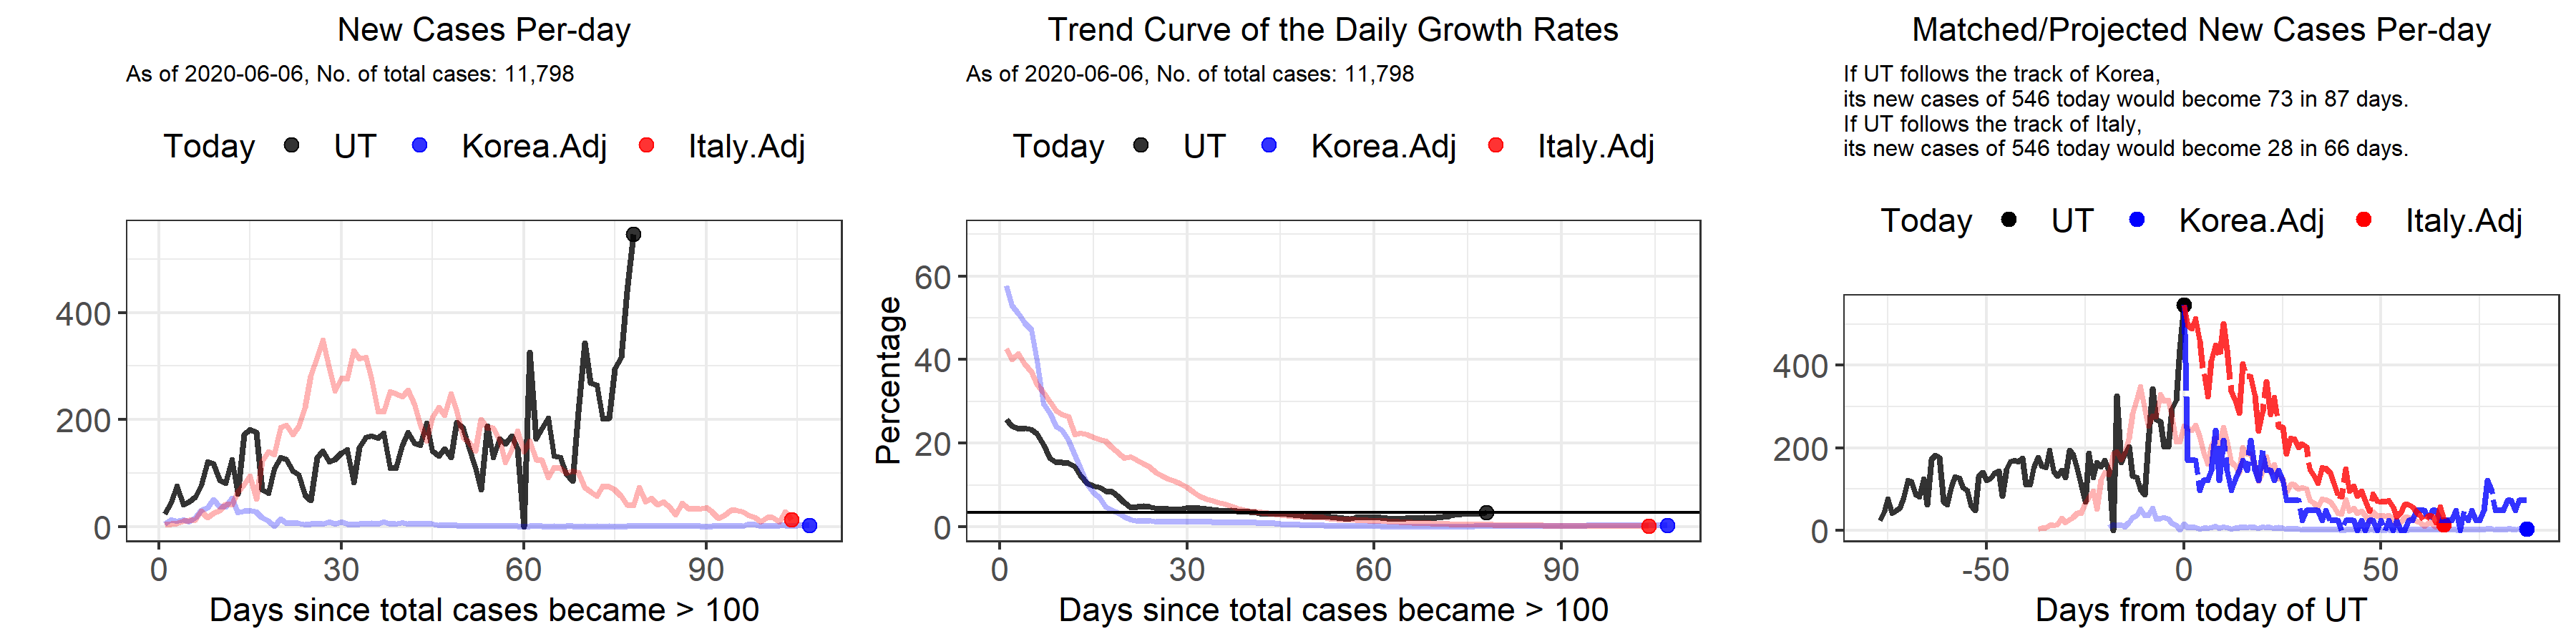 New Cases Per-day
As of 2020-06-06, No. of total cases: 11,798
Today UT Korea.Adj Italy.Adj
400
200
0
0 30 60 90
Days since total cases became > 100
Trend Curve of the Daily Growth Rates
As of 2020-06-06, No. of total cases: 11,798
Today UT Korea.Adj Italy.Adj
Percentage
60
40
20
0
0 30 60 90
Days since total cases became > 100
Matched/Projected New Cases Per-day
If UT follows the track of Korea,
its new cases of 546 today would become 73 in 87 days.
If UT follows the track of Italy,
its new cases of 546 today would become 28 in 66 days.
Today UT Korea.Adj Italy.Adj
400
200
0
-50 0 50
Days from today of UT